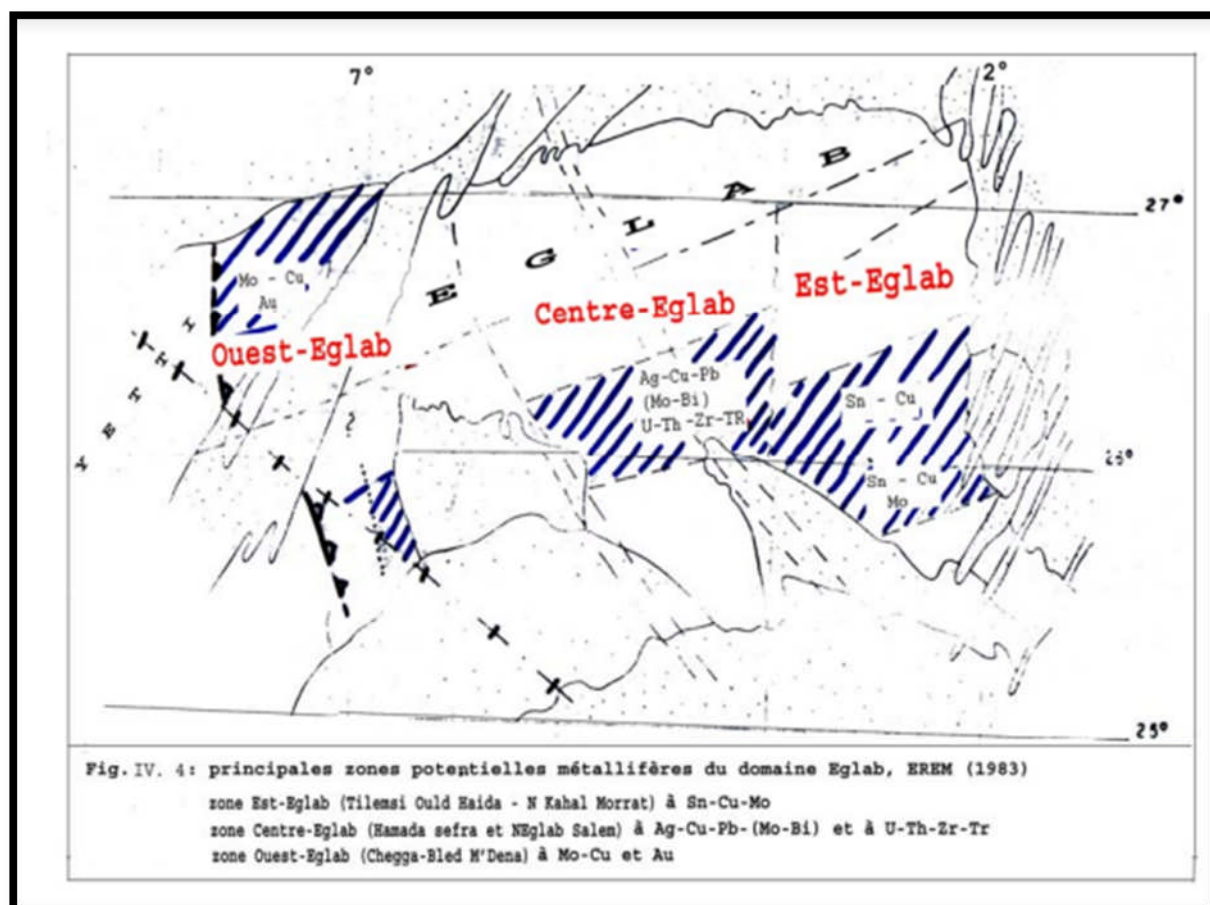 7°
2°
E G L A B
27°
Mo - Cu,
Au
Ouest-Eglab
Centre-Eglab
Est-Eglab
Ag-Cu-Pb
(Mo-Bi)
U-Th-Zr-TR
Sn - Cu
Sn - Cu
Mo
?
26°
25°
Fig. IV. 4: principales zones potentielles métallifères du domaine Eglab, EREM (1983)
zone Est-Eglab (Tilemsi Ould Haida - N Kahal Morrat) à Sn-Cu-Mo
zone Centre-Eglab (Hamada sefra et NEglab Salem) à Ag-Cu-Pb-(Mo-Bi) et à U-Th-Zr-Tr
zone Ouest-Eglab (Chegga-Bled M'Dena) à Mo-Cu et Au